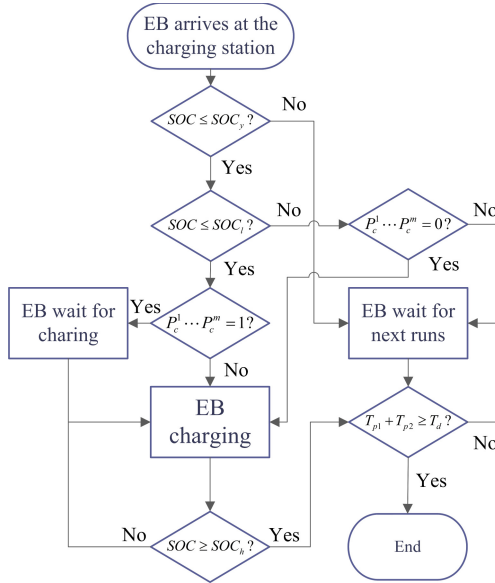 EB arrives at the
charging station
SOC ≤ SOC_y?
No
Yes
SOC ≤ SOC_l?
No
P_c^1 ⋯ P_c^m = 0?
No
Yes
Yes
EB wait for
charing
Yes
P_c^1 ⋯ P_c^m = 1?
EB wait for
next runs
No
EB
charging
T_p1 + T_p2 ≥ T_d?
No
Yes
No
SOC ≥ SOC_h?
Yes
End